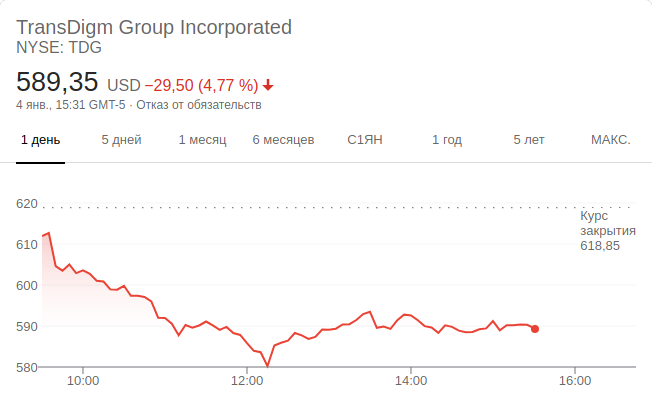 TransDigm Group Incorporated
NYSE: TDG
589,35 USD −29,50 (4,77 %)
4 янв., 15:31 GMT-5 · Отказ от обязательств
1 день 5 дней 1 месяц 6 месяцев С1ЯН 1 год 5 лет МАКС.
620
Курс
закрытия
618,85
610
600
590
580
10:00 12:00 14:00 16:00